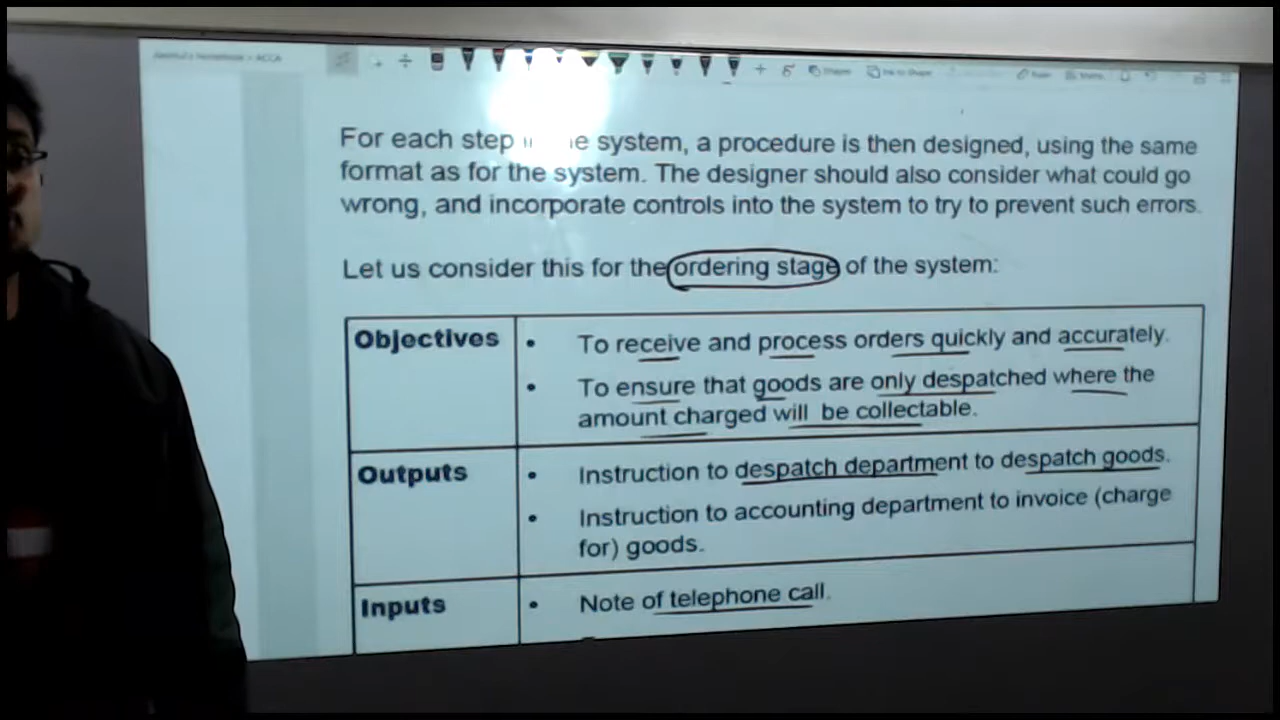 For each step system, a procedure is then designed, using the same
format as for the system. The designer should also consider what could go
wrong, and incorporate controls into the system to try to prevent such errors.
Let us consider this for the ordering stage of the system:
Objectives
• To receive and process orders quickly and accurately.
• To ensure that goods are only despatched where the
amount charged will be collectable.
Outputs
• Instruction to despatch department to despatch goods.
• Instruction to accounting department to invoice (charge
for) goods.
Inputs
• Note of telephone call.